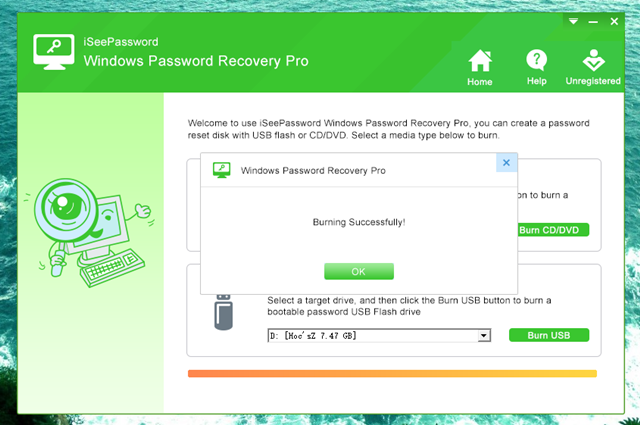 iSeePassword
Windows Password Recovery Pro
Home
Help
Unregistered
Welcome to use iSeePassword Windows Password Recovery Pro, you can create a password
reset disk with USB flash or CD/DVD. Select a media type below to burn.
Windows Password Recovery Pro
Burning Successfully!
OK
to burn a
Burn CD/DVD
Select a target drive, and then click the Burn USB button to burn a
bootable password USB Flash drive
D: [Moc'sZ 7.47 GB]
Burn USB